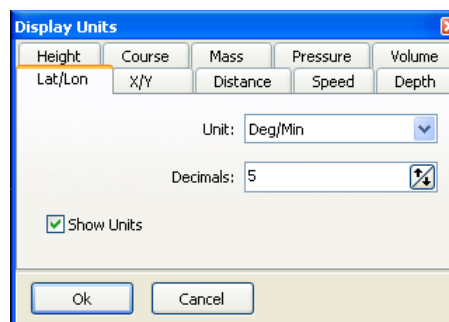 Display Units
Height Course Mass Pressure Volume
Lat/Lon X/Y Distance Speed Depth
Unit: Deg/Min
Decimals: 5
Show Units
Ok Cancel